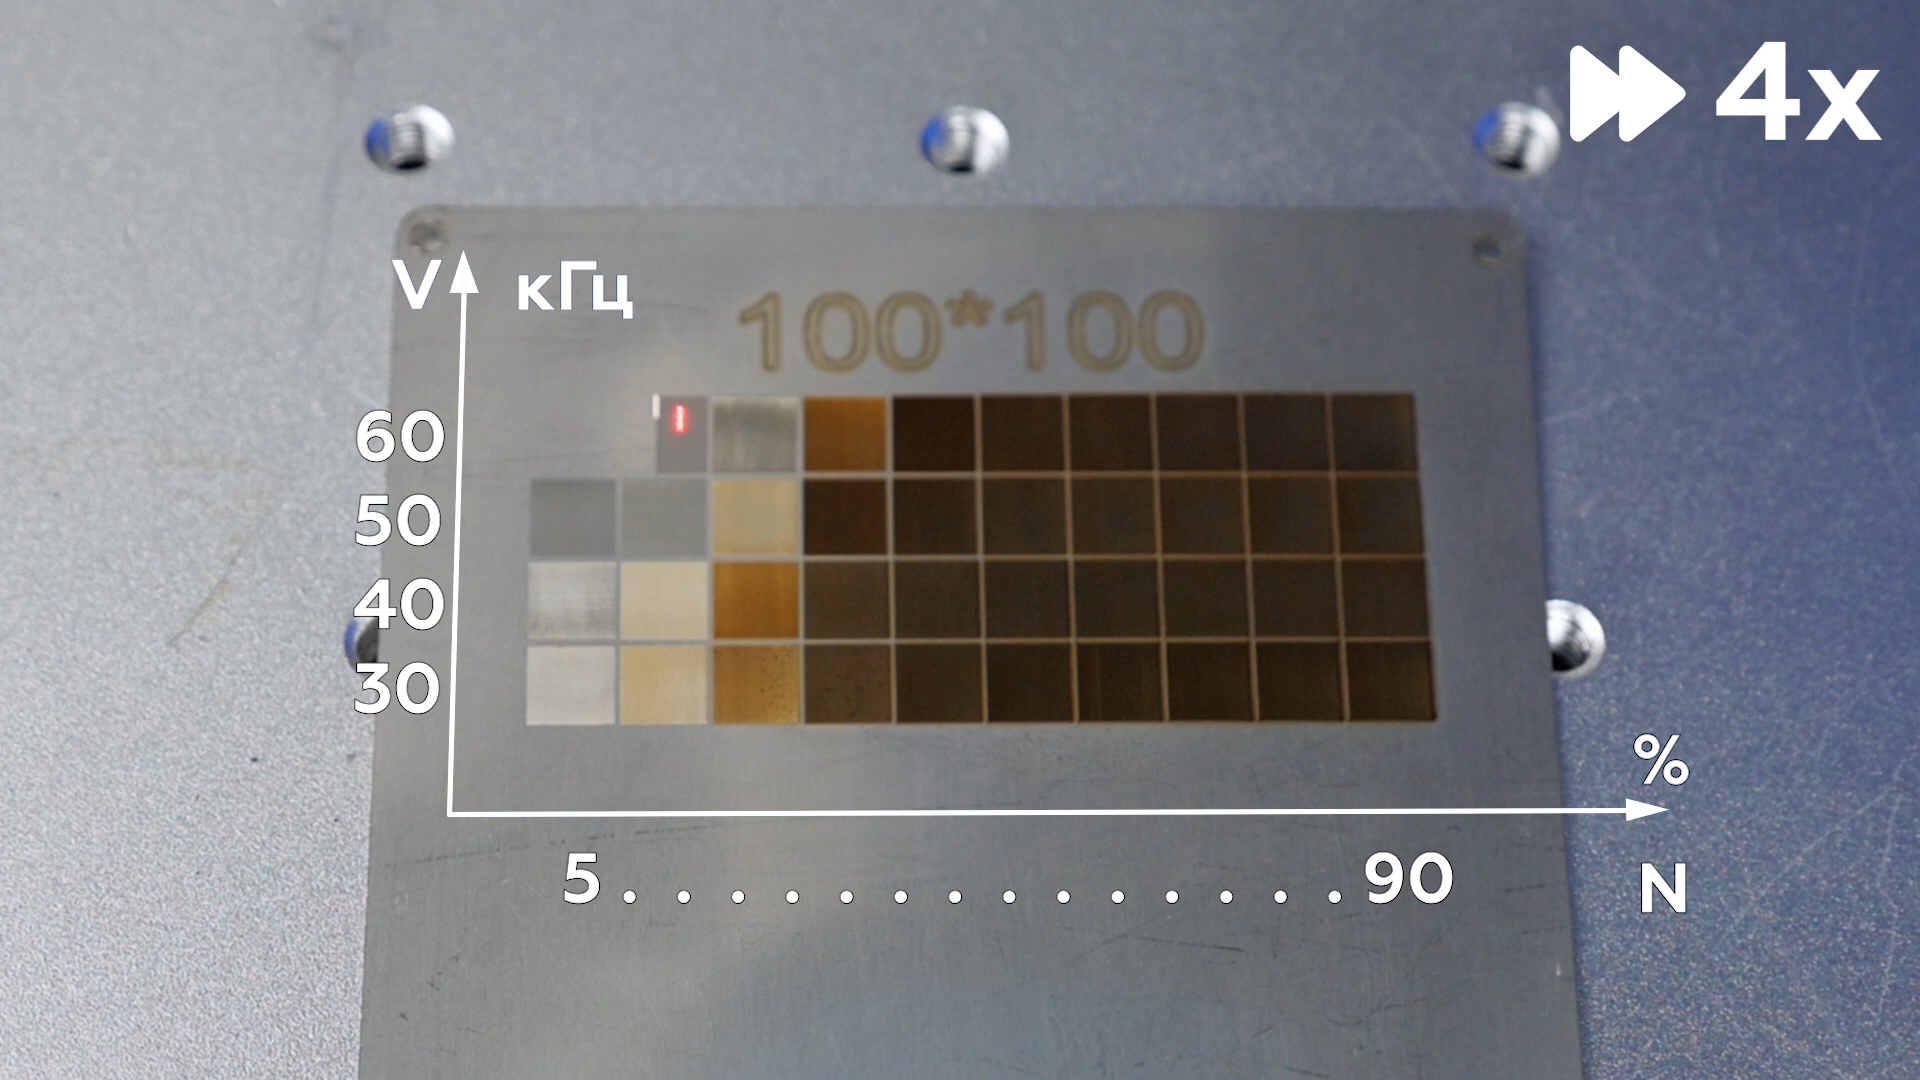 4x
V кГц
100*100
60
50
40
30
%
5 . . . . . . . . . . . . . . 90 N